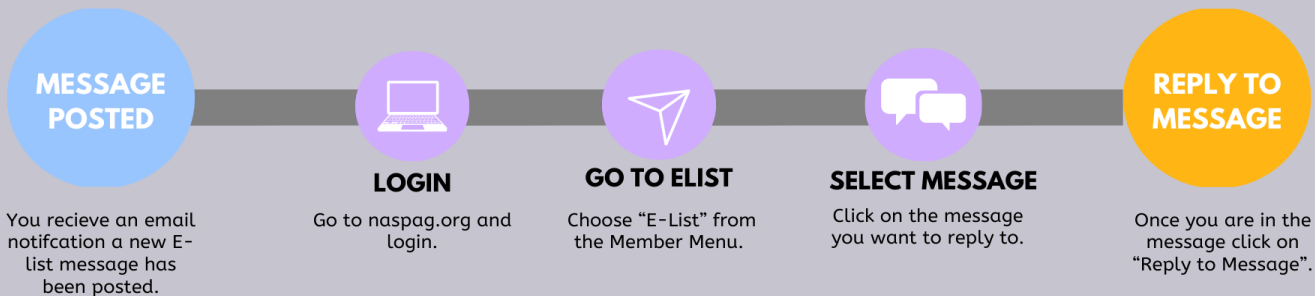 MESSAGE
POSTED
You recieve an email
notifcation a new E-
list message has
been posted.
LOGIN
Go to naspag.org and
login.
GO TO ELIST
Choose “E-List” from
the Member Menu.
SELECT MESSAGE
Click on the message
you want to reply to.
REPLY TO
MESSAGE
Once you are in the
message click on
“Reply to Message”.